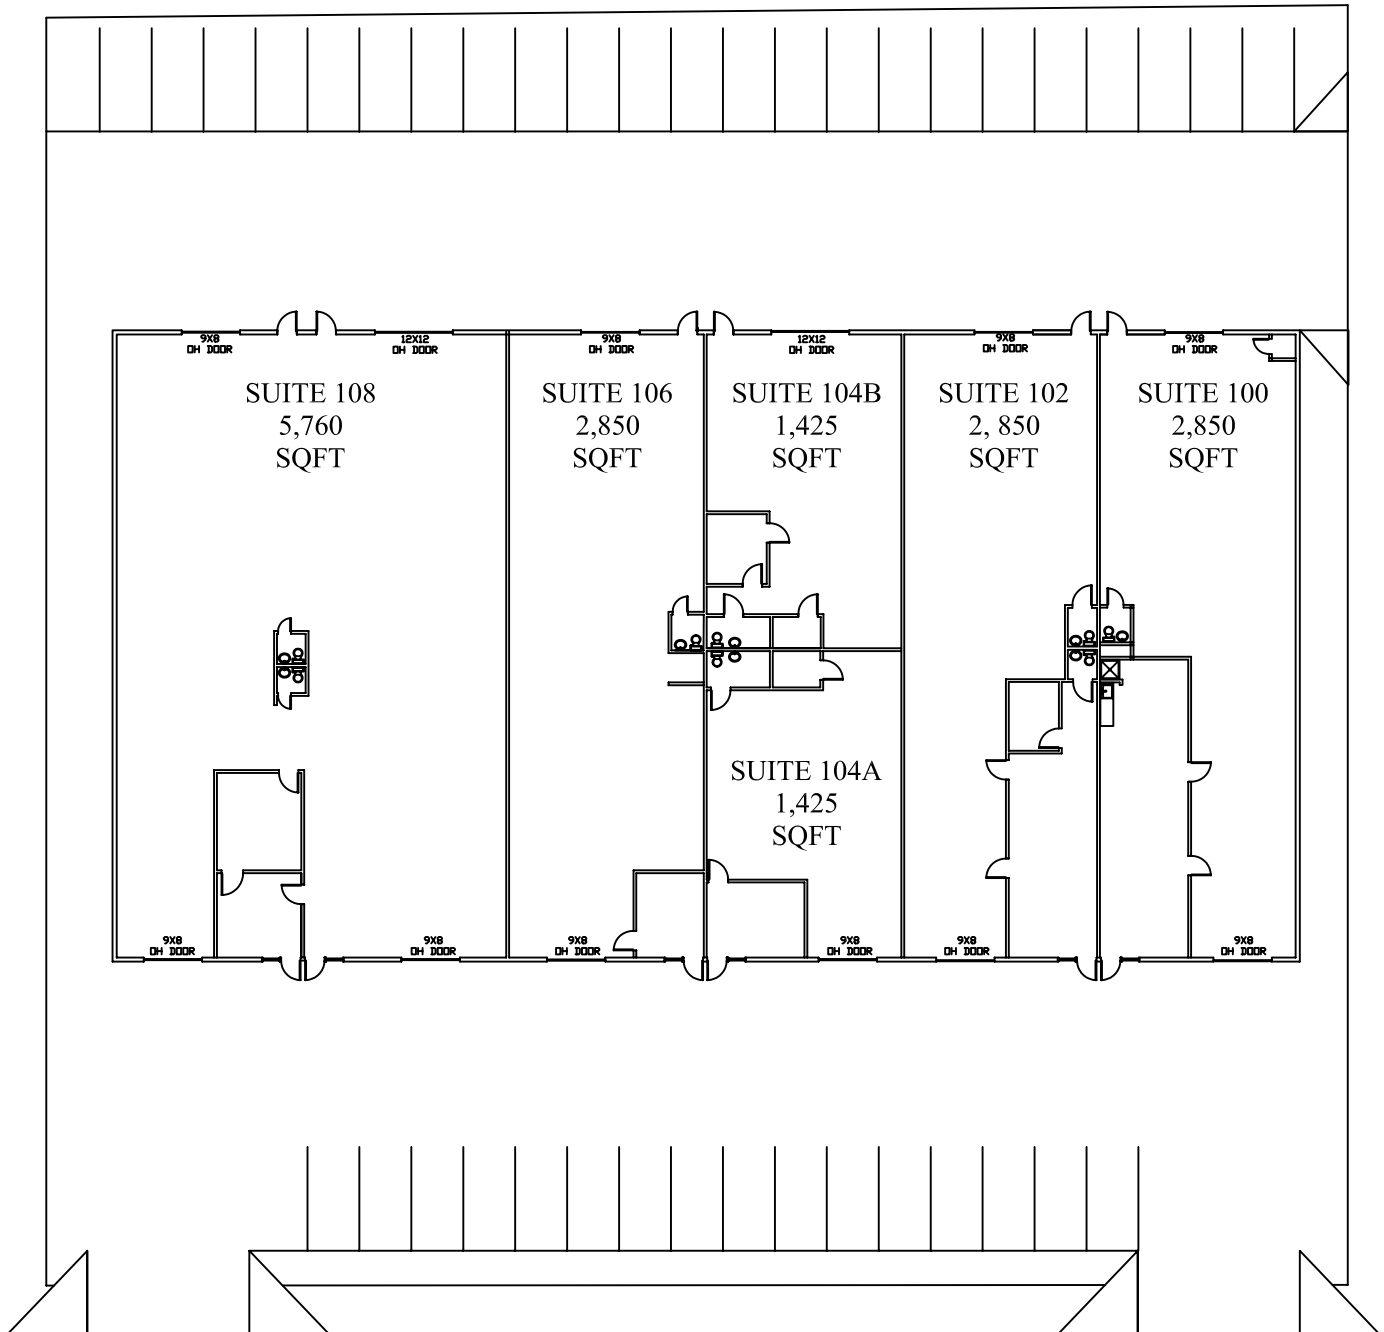 9X8
OH DOOR
12X12
OH DOOR
9X8
OH DOOR
12X12
OH DOOR
9X8
OH DOOR
9X8
OH DOOR
SUITE 108
5,760
SQFT
SUITE 106
2,850
SQFT
SUITE 104B
1,425
SQFT
SUITE 102
2, 850
SQFT
SUITE 100
2,850
SQFT
SUITE 104A
1,425
SQFT
9X8
OH DOOR
9X8
OH DOOR
9X8
OH DOOR
9X8
OH DOOR
9X8
OH DOOR
9X8
OH DOOR